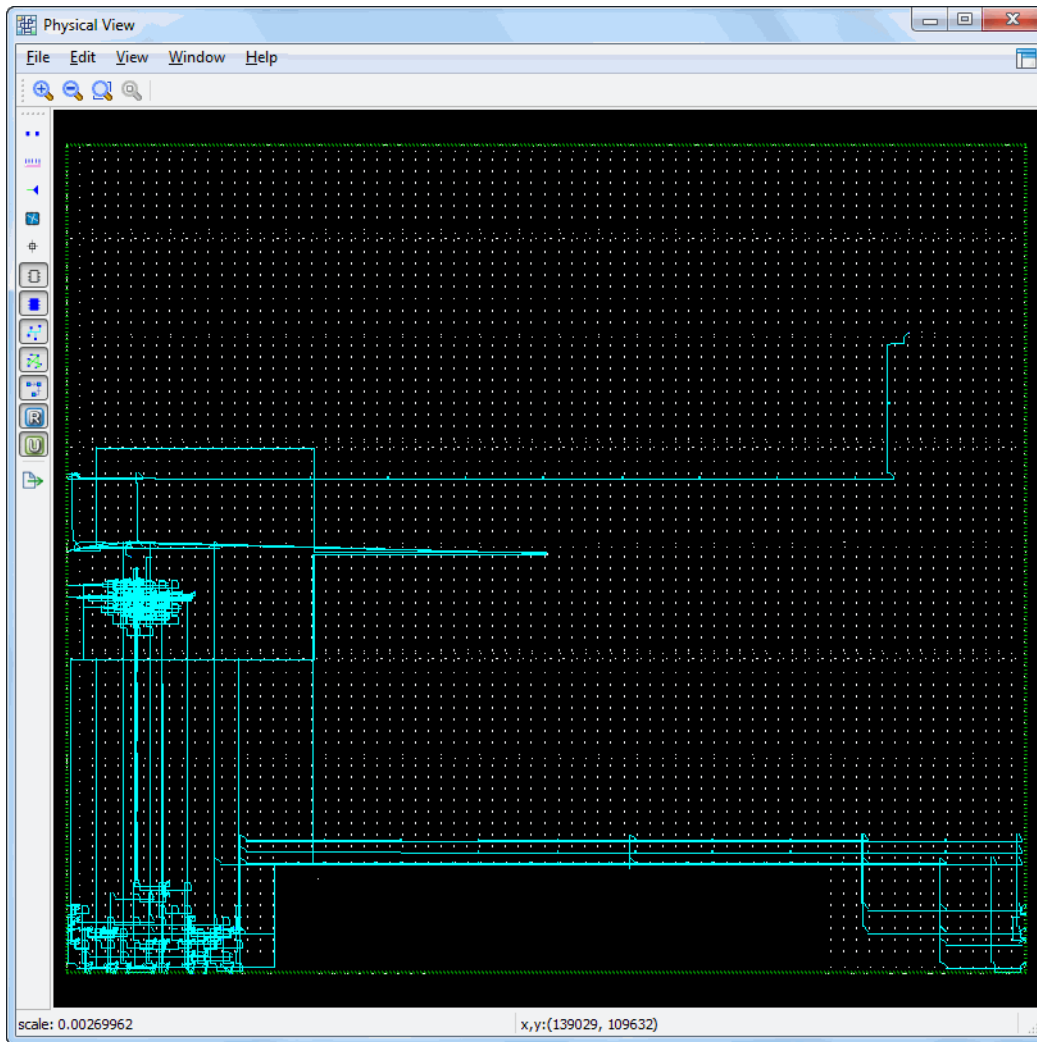 Physical View
File Edit View Window Help
R
U
scale: 0.00269962 x,y:(139029, 109632)